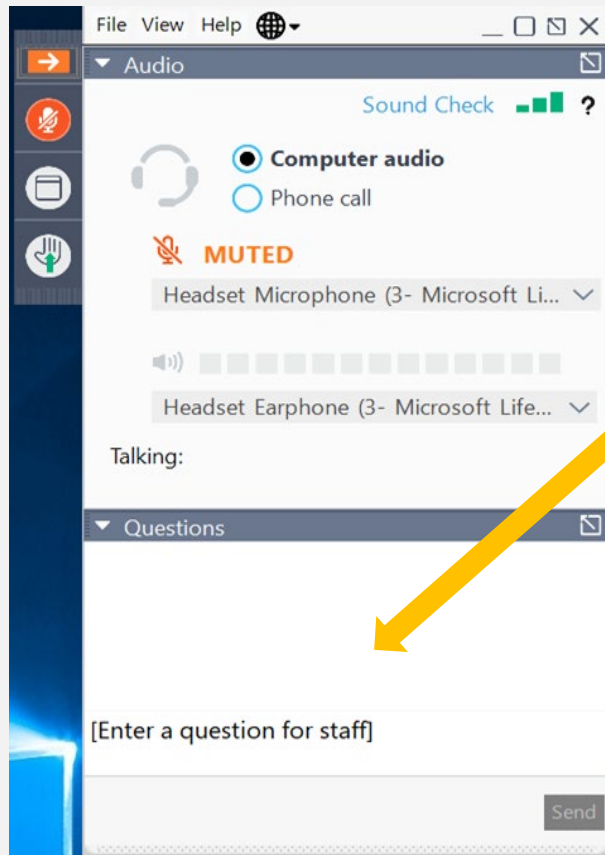 File View Help
Audio
Sound Check ?
Computer audio
Phone call
MUTED
Headset Microphone (3- Microsoft Li...
Headset Earphone (3- Microsoft Life...
Talking:
Questions
[Enter a question for staff]
Send